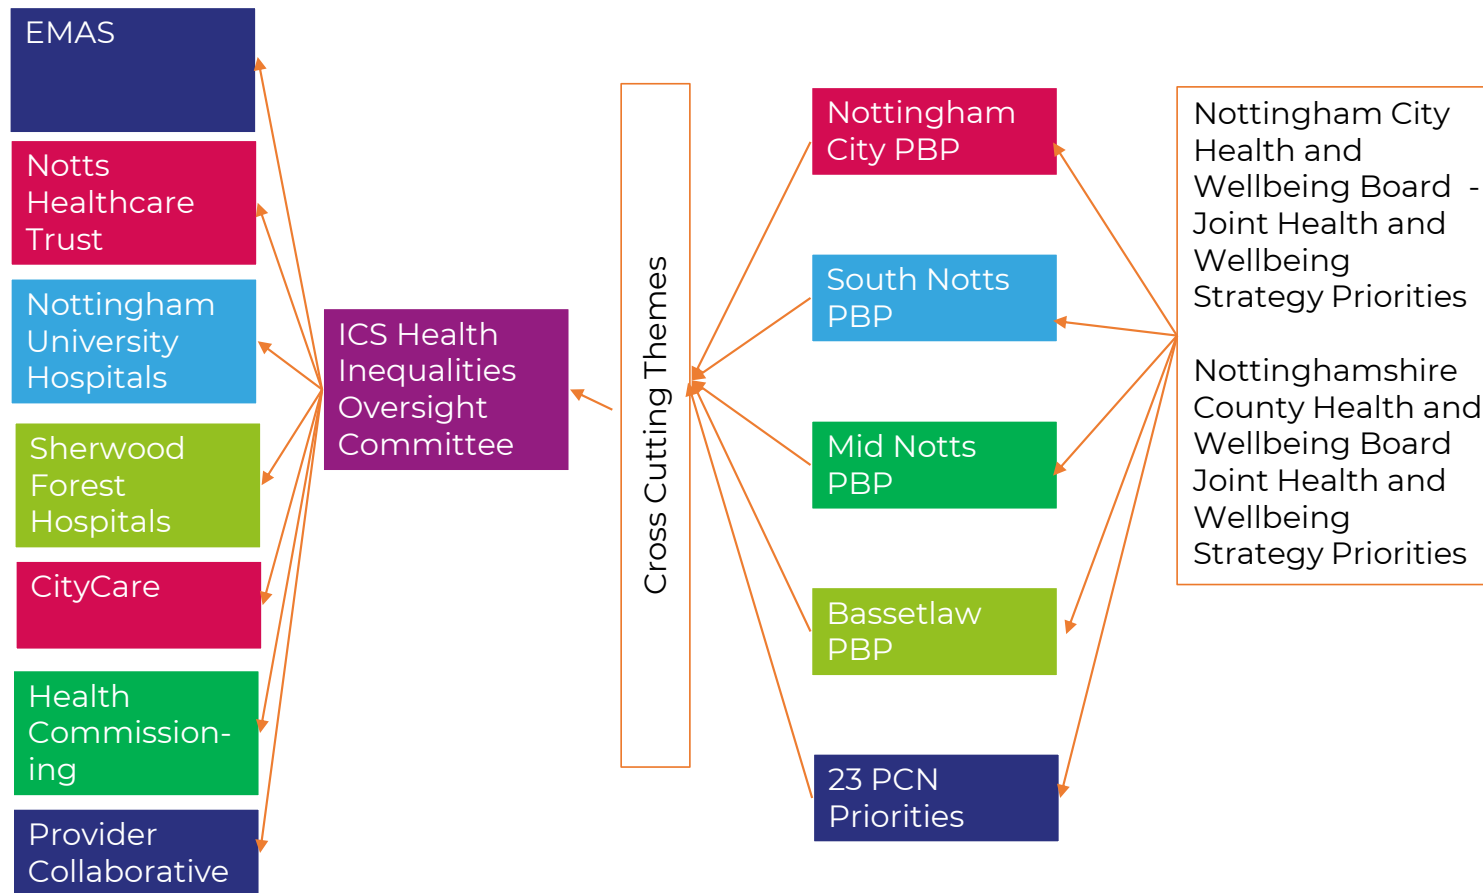 EMAS
Notts
Healthcare
Trust
Nottingham
University
Hospitals
Sherwood
Forest
Hospitals
CityCare
Health
Commission-
ing
Provider
Collaborative
ICS Health
Inequalities
Oversight
Committee
Cross Cutting Themes
Nottingham
City PBP
South Notts
PBP
Mid Notts
PBP
Bassetlaw
PBP
23 PCN
Priorities
Nottingham City
Health and
Wellbeing Board -
Joint Health and
Wellbeing
Strategy Priorities
Nottinghamshire
County Health and
Wellbeing Board
Joint Health and
Wellbeing
Strategy Priorities